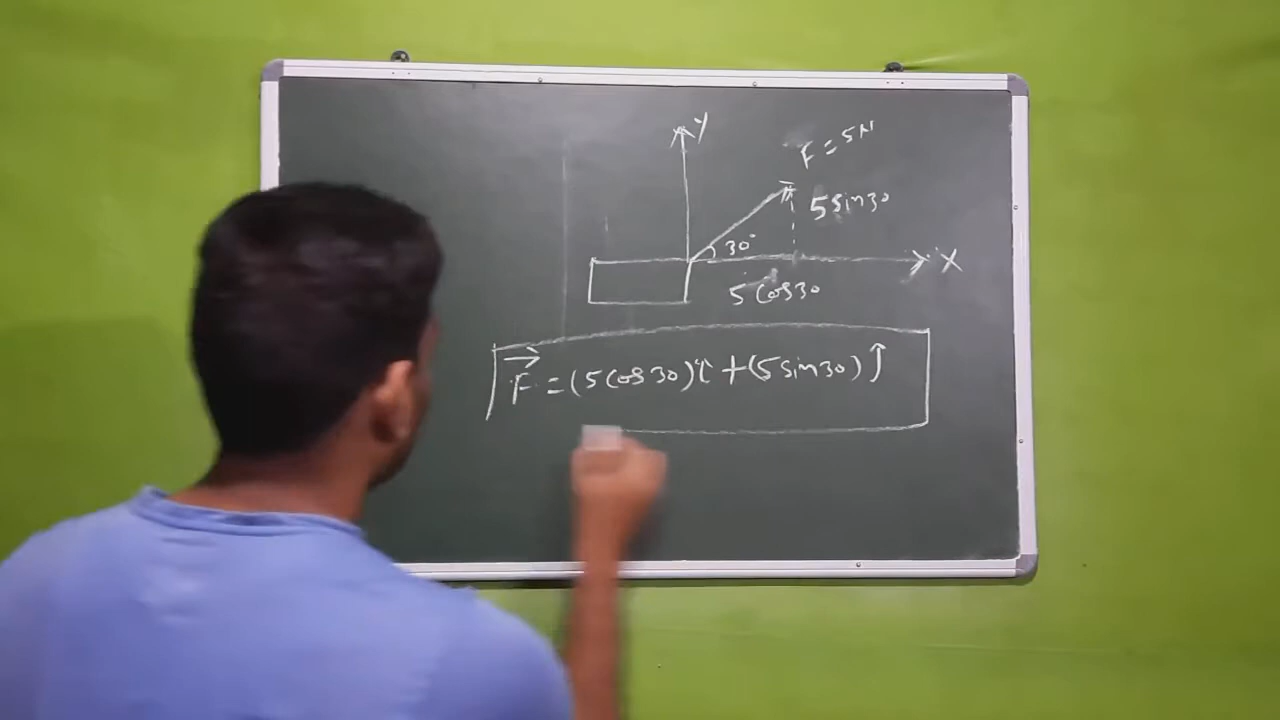 Y
F = 5N
5sin30
30°
X
5cos30
F⃗ = (5cos30)î + (5sin30)ĵ